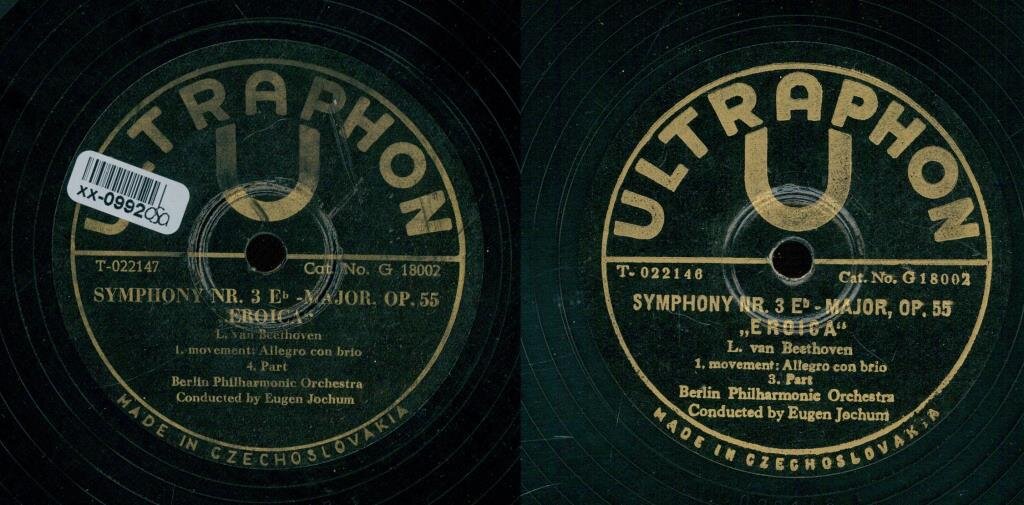 ULTRAPHON
U
XX-0992080
T-022147
Cat. No. G 18002
SYMPHONY NR. 3 Eb -MAJOR, OP. 55
„EROICA“
L. van Beethoven
1. movement: Allegro con brio
4. Part
Berlin Philharmonic Orchestra
Conducted by Eugen Jochum
MADE IN CZECHOSLOVAKIA
ULTRAPHON
U
T-022146
Cat. No. G 18002
SYMPHONY NR. 3 Eb -MAJOR, OP. 55
„EROICA“
L. van Beethoven
1. movement: Allegro con brio
3. Part
Berlin Philharmonic Orchestra
Conducted by Eugen Jochum
MADE IN CZECHOSLOVAKIA